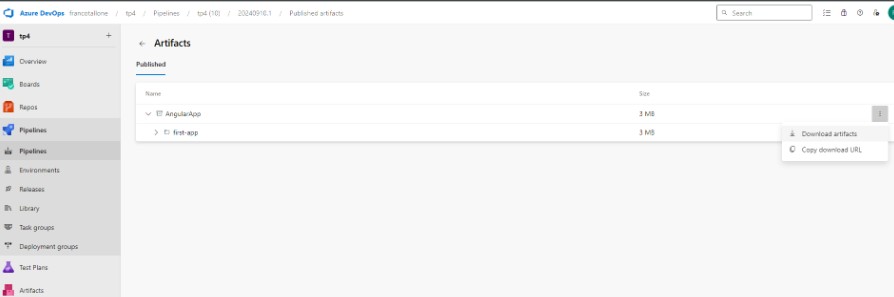 Azure DevOps francstallone / tp4 / Pipelines / tp4 (10) / 20240916.1 / Published artifacts Search
T tp4 +
Overview
Boards
Repos
Pipelines
Pipelines
Environments
Releases
Library
Task groups
Deployment groups
Test Plans
Artifacts
← Artifacts
Published
Name Size
AngularApp 3 MB
first-app 3 MB
Download artifacts
Copy download URL